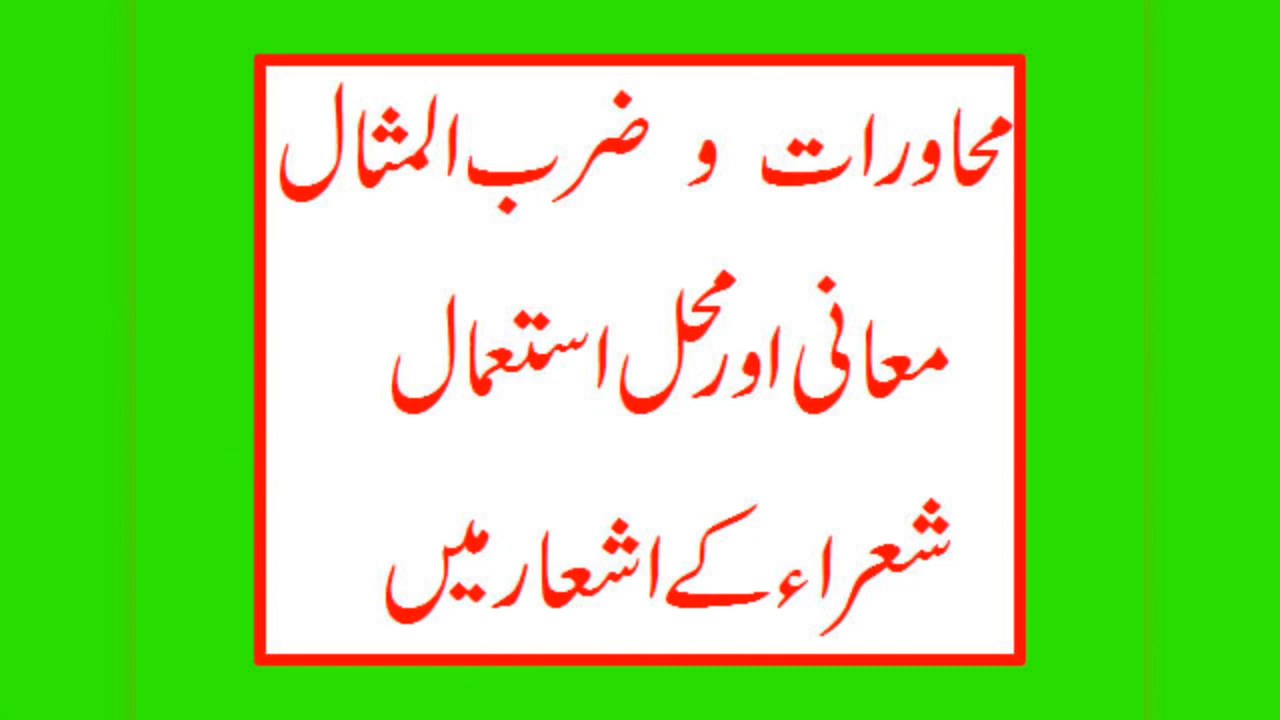 محاورات و ضرب المثال
معانی اور محل استعمال
شعراء کے اشعار میں